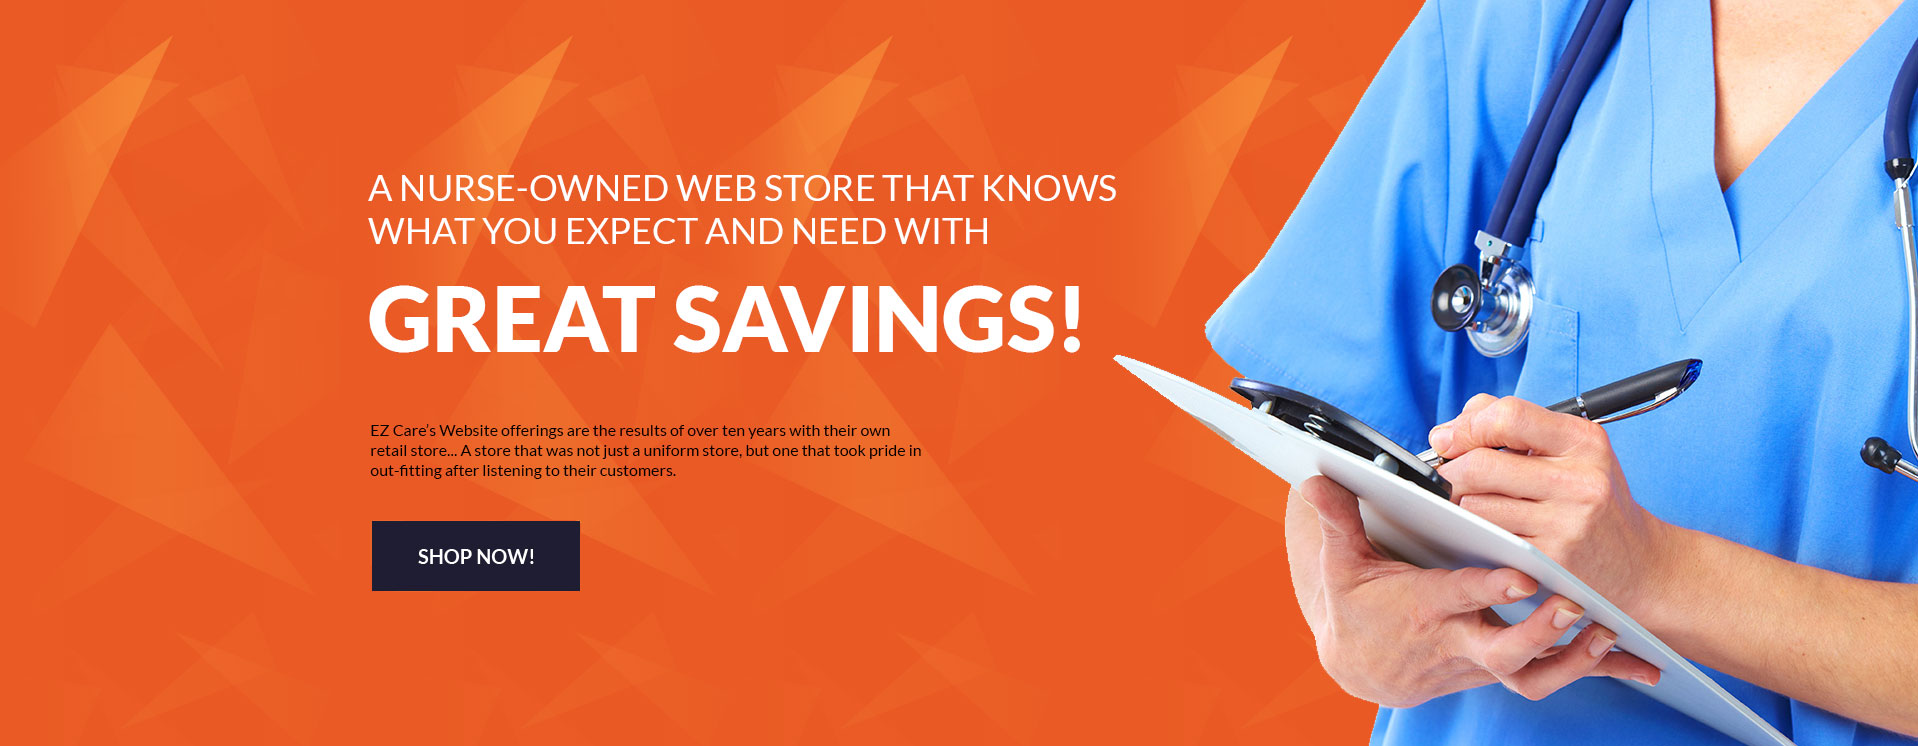 A NURSE-OWNED WEB STORE THAT KNOWS
WHAT YOU EXPECT AND NEED WITH
GREAT SAVINGS!
EZ Care’s Website offerings are the results of over ten years with their own
retail store... A store that was not just a uniform store, but one that took pride in
out-fitting after listening to their customers.
SHOP NOW!